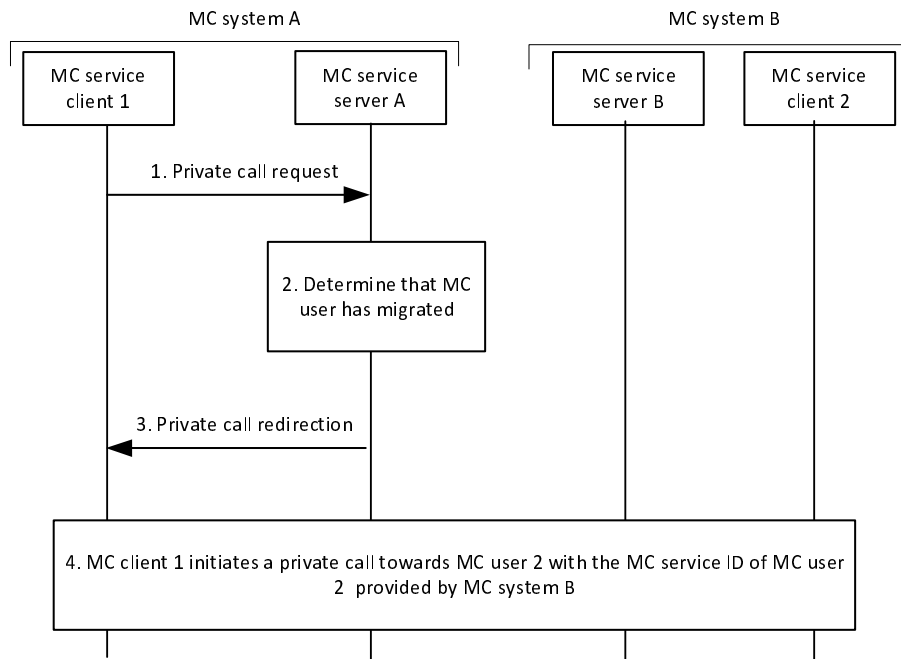 MC system A
MC system B
MC service
client 1
MC service
server A
MC service
server B
MC service
client 2
1. Private call request
2. Determine that MC
user has migrated
3. Private call redirection
4. MC client 1 initiates a private call towards MC user 2 with the MC service ID of MC user
2 provided by MC system B